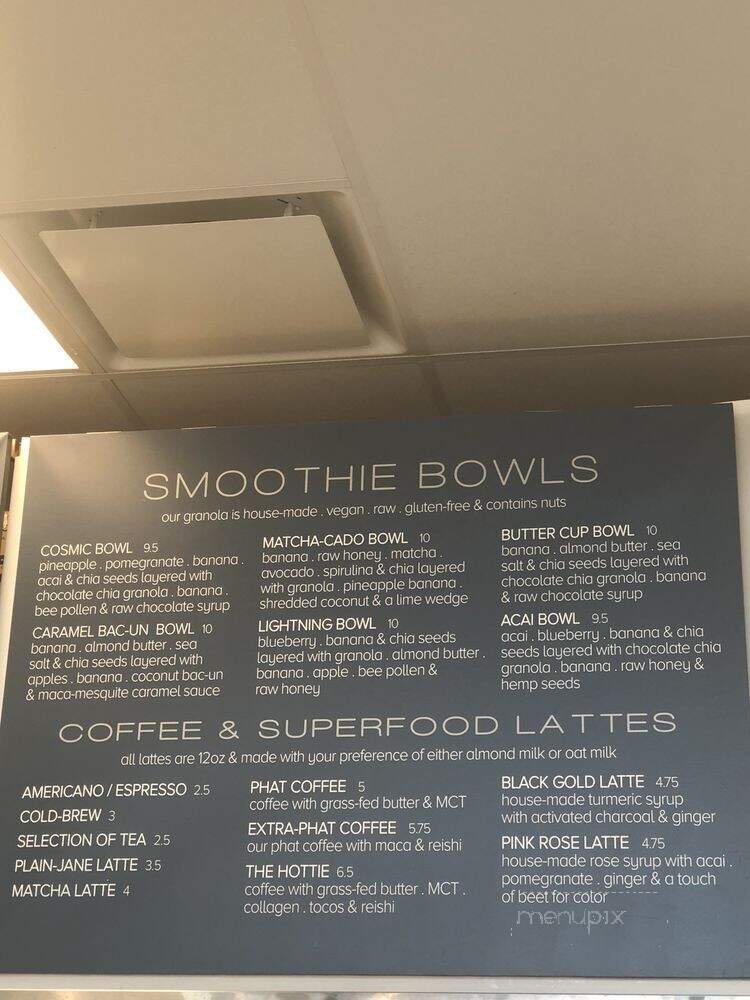 SMOOTHIE BOWLS
our granola is house-made . vegan . raw . gluten-free & contains nuts
COSMIC BOWL 9.5
pineapple . pomegranate . banana .
acai & chia seeds layered with
chocolate chia granola . banana .
bee pollen & raw chocolate syrup
CARAMEL BAC-UN BOWL 10
banana . almond butter . sea
salt & chia seeds layered with
apples . banana . coconut bac-un
& maca-mesquite caramel sauce
MATCHA-CADO BOWL 10
banana . raw honey . matcha .
avocado . spirulina & chia layered
with granola . pineapple banana .
shredded coconut & a lime wedge
LIGHTNING BOWL 10
blueberry . banana & chia seeds
layered with granola . almond butter .
banana . apple . bee pollen &
raw honey
BUTTER CUP BOWL 10
banana . almond butter . sea
salt & chia seeds layered with
chocolate chia granola . banana
& raw chocolate syrup
ACAI BOWL 9.5
acai . blueberry . banana & chia
seeds layered with chocolate chia
granola . banana . raw honey &
hemp seeds
COFFEE & SUPERFOOD LATTES
all lattes are 12oz & made with your preference of either almond milk or oat milk
AMERICANO / ESPRESSO 2.5
COLD-BREW 3
SELECTION OF TEA 2.5
PLAIN-JANE LATTE 3.5
MATCHA LATTE 4
PHAT COFFEE 5
coffee with grass-fed butter & MCT
EXTRA-PHAT COFFEE 5.75
our phat coffee with maca & reishi
THE HOTTIE 6.5
coffee with grass-fed butter . MCT .
collagen . tocos & reishi
BLACK GOLD LATTE 4.75
house-made turmeric syrup
with activated charcoal & ginger
PINK ROSE LATTE 4.75
house-made rose syrup with acai .
pomegranate . ginger & a touch
of beet for color
menupix